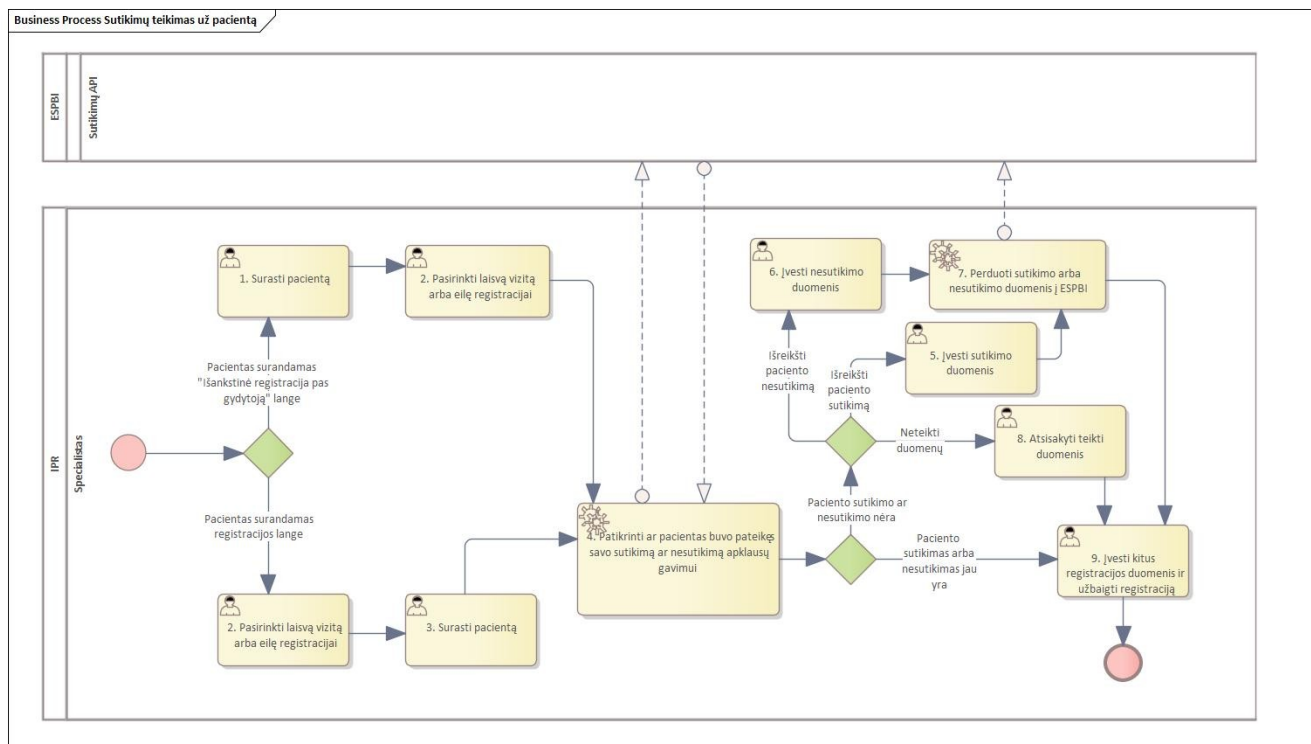 Business Process Sutikimų teikimas už pacientą
ESPBI
Sutikimų API
IPR
Specialistas
1. Surasti pacientą
2. Pasirinkti laisvą vizitą
arba eilę registracijai
Pacientas surandamas
"Išankstinė registracija pas
gydytoją" lange
Pacientas surandamas
registracijos lange
2. Pasirinkti laisvą vizitą
arba eilę registracijai
3. Surasti pacientą
4. Patikrinti ar pacientas buvo pateikęs
savo sutikimą ar nesutikimą apklausų
gavimui
Paciento sutikimo ar
nesutikimo nėra
Paciento
sutikimas arba
nesutikimas jau
yra
Išreikšti
paciento
nesutikimą
Išreikšti
paciento
sutikimą
Neteikti
duomenų
6. Įvesti nesutikimo
duomenis
7. Perduoti sutikimo arba
nesutikimo duomenis į ESPBI
5. Įvesti sutikimo
duomenis
8. Atsisakyti teikti
duomenis
9. Įvesti kitus
registracijos duomenis ir
užbaigti registraciją